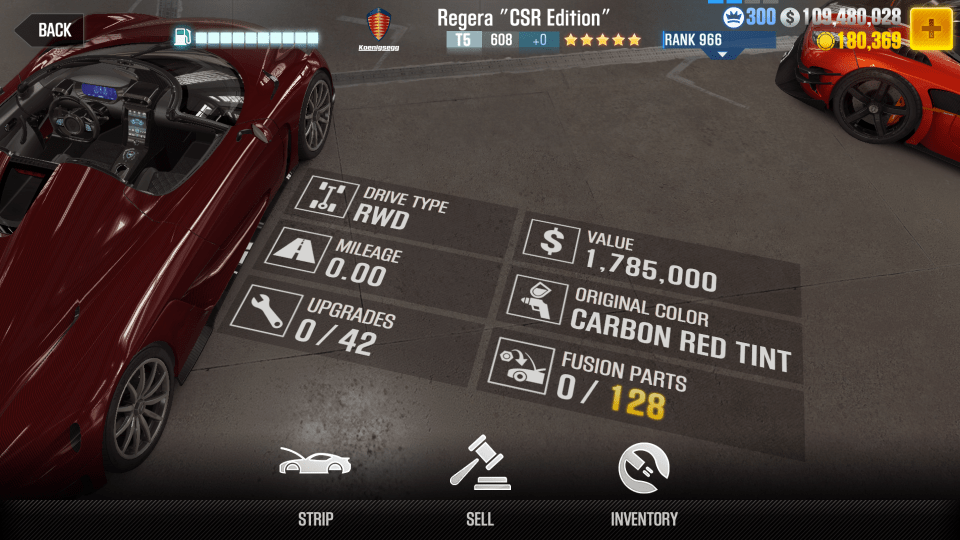 BACK
Koenigsegg
Regera "CSR Edition"
T5 608 +0
RANK 966
300 109,480,028
180,369
DRIVE TYPE
RWD
MILEAGE
0.00
UPGRADES
0/42
VALUE
1,785,000
ORIGINAL COLOR
CARBON RED TINT
FUSION PARTS
0/ 128
STRIP
SELL
INVENTORY